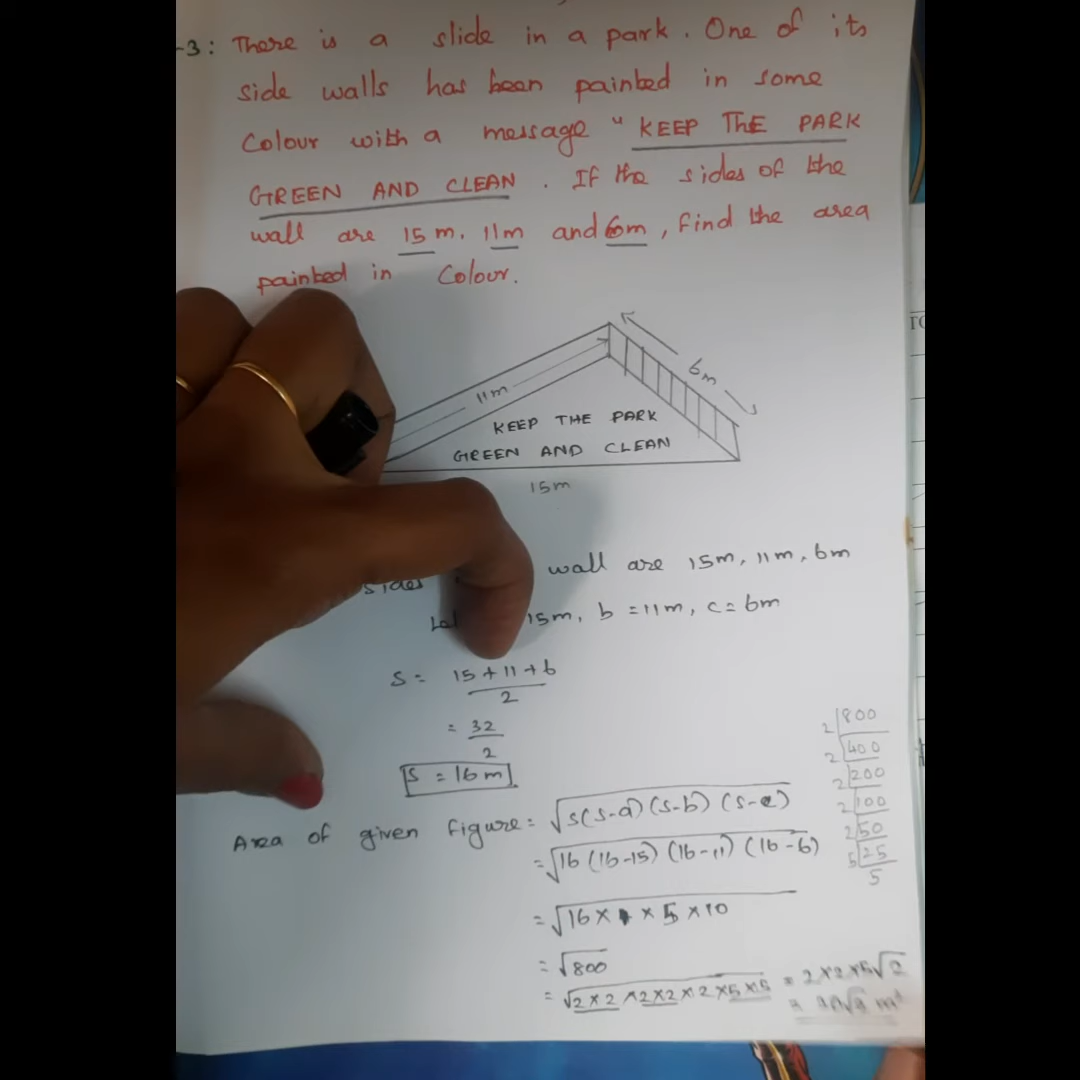 -3: There is a slide in a park. One of its
side walls has been painted in some
Colour with a message "KEEP THE PARK
GREEN AND CLEAN. If the sides of the
wall are 15m, 11m and 6m, find the area
painted in Colour.
11m
6m
KEEP THE PARK
GREEN AND CLEAN
15m
wall are 15m, 11m, 6m
15m, b = 11m, c = 6m
S = 15+11+6/2
= 32/2
S = 16m
Area of given figure = √s(s-a)(s-b)(s-c)
= √16(16-15)(16-11)(16-6)
= √16×1×5×10
= √800
= √2×2×2×2×2×5×5 = 2×2×5√2
2|800
2|400
2|200
2|100
2|50
5|25
5